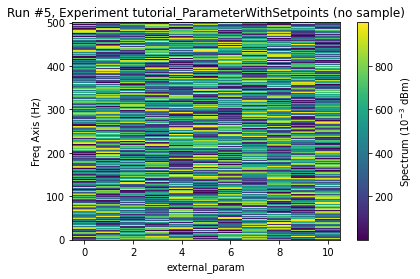 Run #5, Experiment tutorial_ParameterWithSetpoints (no sample)
500
400
300
200
100
0
Freq Axis (Hz)
0 2 4 6 8 10
external_param
800
600
400
200
Spectrum (10⁻³ dBm)